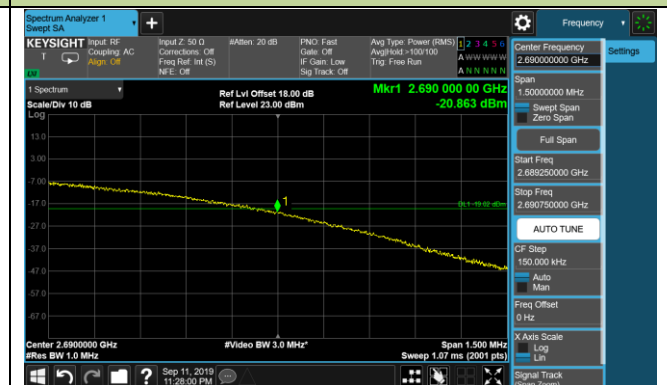 Spectrum Analyzer 1
Swept SA
Frequency
KEYSIGHT
Input: RF
Coupling: AC
Align: Off
Input Z: 50 Ω
Corrections: Off
Freq Ref: Int (S)
NFE: Off
#Atten: 20 dB
PNO: Fast
Gate: Off
IF Gain: Low
Sig Track: Off
Avg Type: Power (RMS)
Avg|Hold:>100/100
Trig: Free Run
1 2 3 4 5 6
A W W W W W
A N N N N N
1 Spectrum
Scale/Div 10 dB
Log
Ref Lvl Offset 18.00 dB
Ref Level 23.00 dBm
Mkr1 2.690 000 00 GHz
-20.863 dBm
13.0
3.00
-7.00
-17.0
-27.0
-37.0
-47.0
-57.0
-67.0
1
DL1 -19.02 dBm
Center 2.6900000 GHz
#Res BW 1.0 MHz
#Video BW 3.0 MHz*
Span 1.500 MHz
Sweep 1.07 ms (2001 pts)
Sep 11, 2019
11:28:00 PM
Center Frequency
2.690000000 GHz
Settings
Span
1.50000000 MHz
Swept Span
Zero Span
Full Span
Start Freq
2.689250000 GHz
Stop Freq
2.690750000 GHz
AUTO TUNE
CF Step
150.000 kHz
Auto
Man
Freq Offset
0 Hz
X Axis Scale
Log
Lin
Signal Track
(Span Zoom)